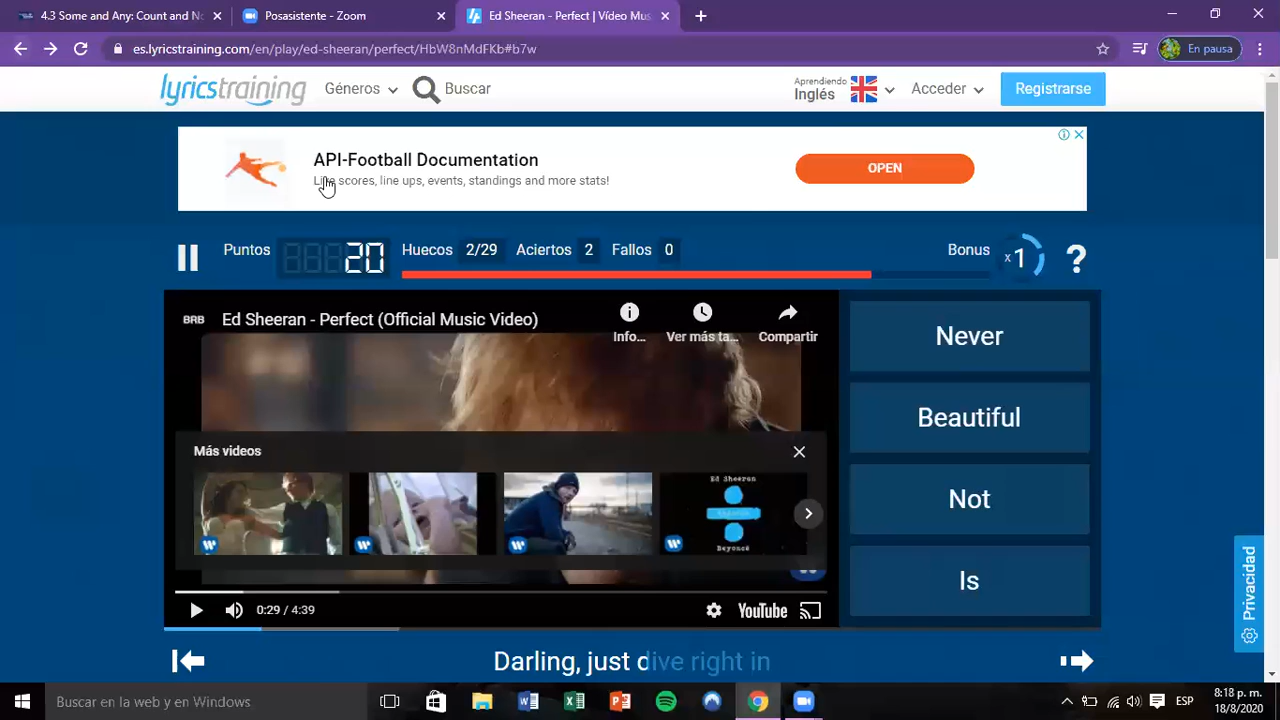 4.3 Some and Any: Count and N
Posasistente - Zoom
Ed Sheeran - Perfect | Vídeo Mus
es.lyricstraining.com/en/play/ed-sheeran/perfect/HbW8nMdFKb#b7w
En pausa
lyricstraining
Géneros
Buscar
Aprendiendo
Inglés
Acceder
Registrarse
API-Football Documentation
Live scores, line ups, events, standings and more stats!
OPEN
Puntos
20
Huecos 2/29
Aciertos 2
Fallos 0
Bonus
x1
?
BRB
Ed Sheeran - Perfect (Official Music Video)
Info...
Ver más ta...
Compartir
Más videos
Ed Sheeran
Beyoncé
0:29 / 4:39
YouTube
Never
Beautiful
Not
Is
Privacidad
Darling, just dive right in
Buscar en la web y en Windows
ESP
8:18 p. m.
18/8/2020